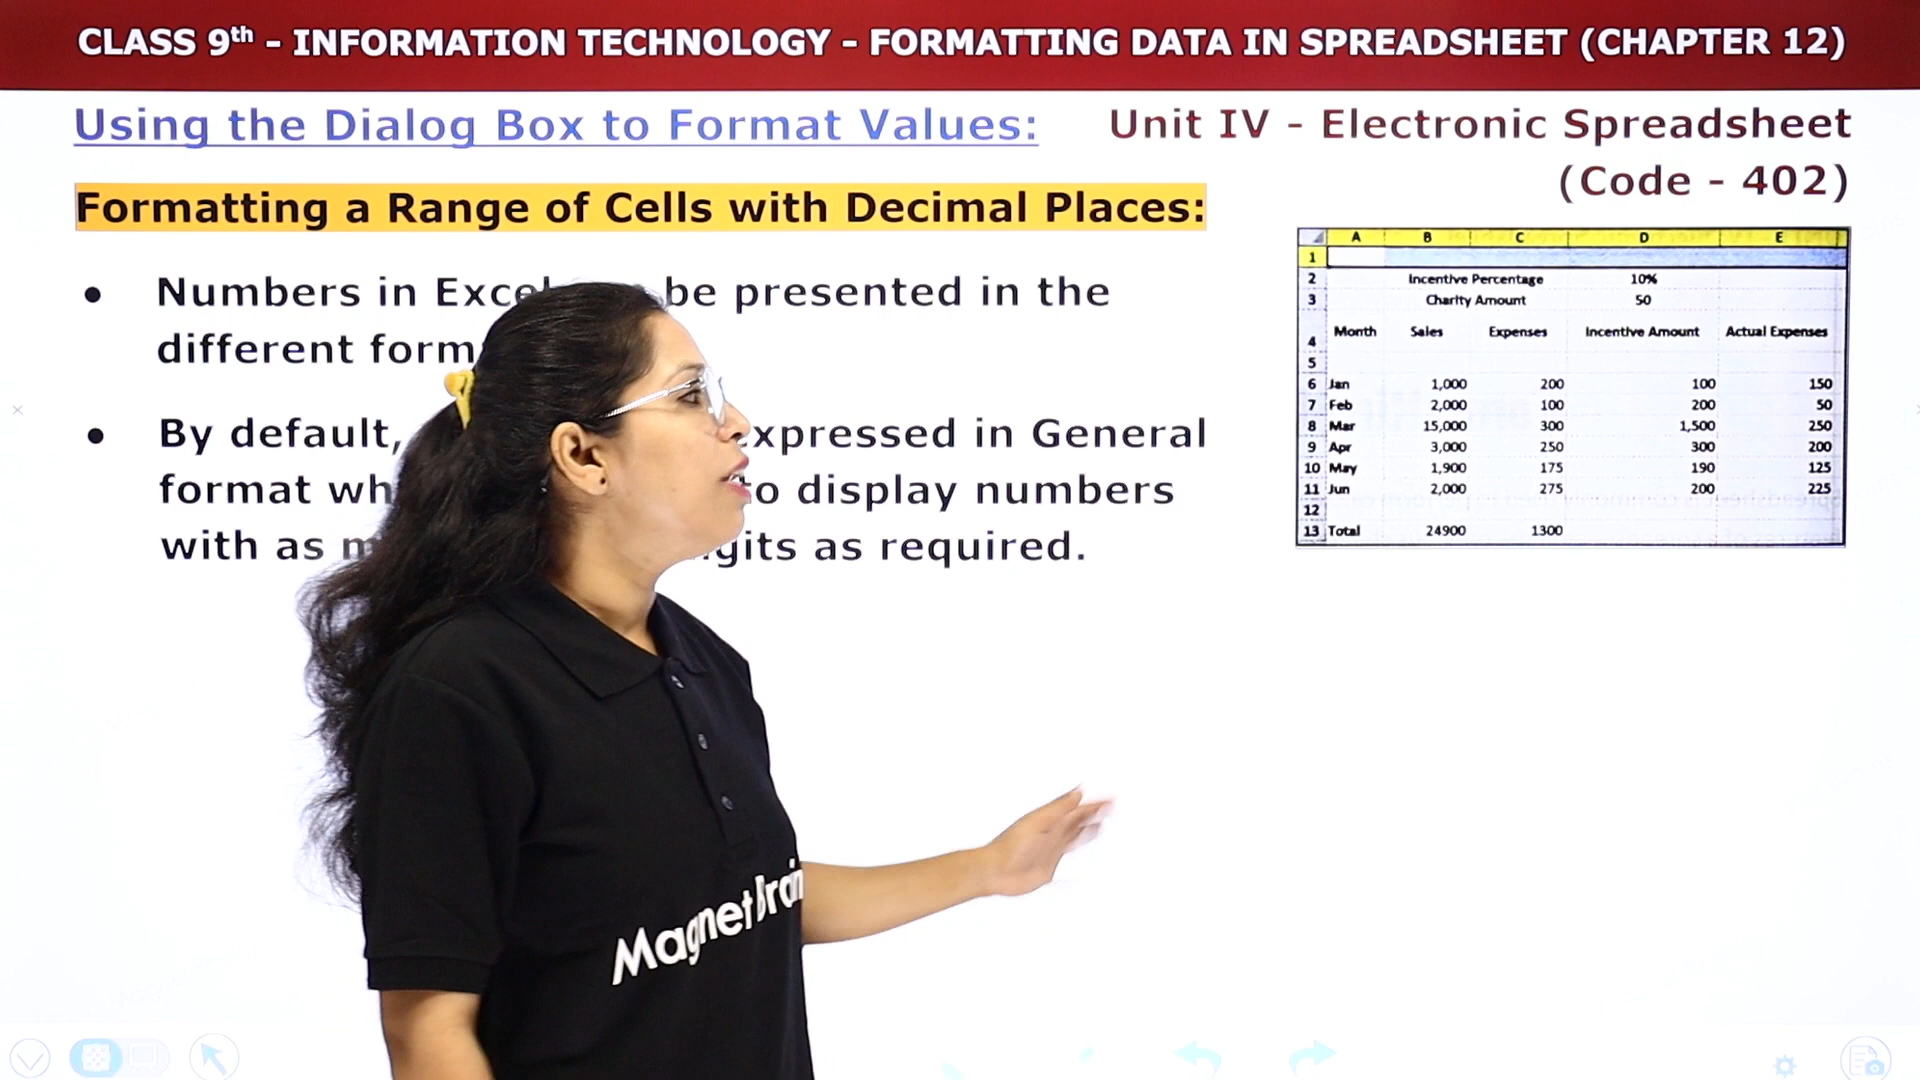 CLASS 9th - INFORMATION TECHNOLOGY - FORMATTING DATA IN SPREADSHEET (CHAPTER 12)
Using the Dialog Box to Format Values:
Unit IV - Electronic Spreadsheet
(Code - 402)
Formatting a Range of Cells with Decimal Places:
• Numbers in Excel be presented in the
different
• By default, expressed in General
format to display numbers
with as as required.
A B C D E
1
2 Incentive Percentage 10%
3 Charity Amount 50
4 Month Sales Expenses Incentive Amount Actual Expenses
5
6 Jan 1,000 200 100 150
7 Feb 2,000 100 200 50
8 Mar 15,000 300 1,500 250
9 Apr 3,000 250 300 200
10 May 1,900 175 190 125
11 Jun 2,000 275 200 225
12
13 Total 24900 1300
Magnet Brain